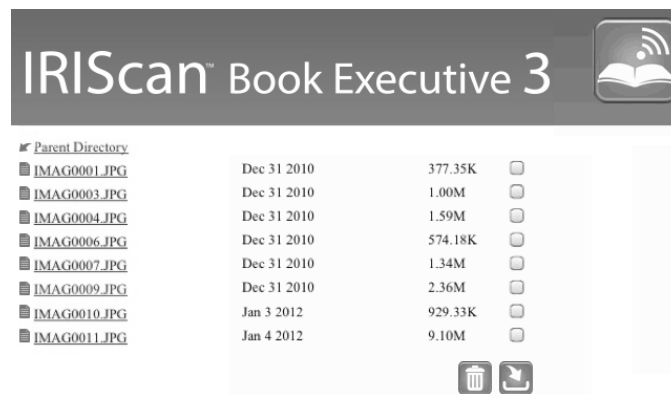 IRIScan™ Book Executive 3
Parent Directory
IMAG0001.JPG Dec 31 2010 377.35K
IMAG0003.JPG Dec 31 2010 1.00M
IMAG0004.JPG Dec 31 2010 1.59M
IMAG0006.JPG Dec 31 2010 574.18K
IMAG0007.JPG Dec 31 2010 1.34M
IMAG0009.JPG Dec 31 2010 2.36M
IMAG0010.JPG Jan 3 2012 929.33K
IMAG0011.JPG Jan 4 2012 9.10M